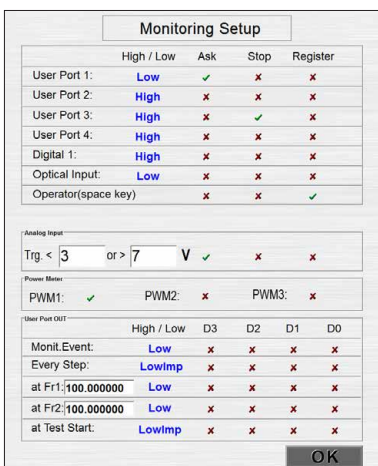 Monitoring Setup
High / Low Ask Stop Register
User Port 1: Low
User Port 2: High
User Port 3: High
User Port 4: High
Digital 1: High
Optical Input: Low
Operator(space key)
Analog Input
Trg. < 3 or > 7 V
Power Meter
PWM1: PWM2: PWM3:
User Port OUT
High / Low D3 D2 D1 D0
Monit.Event: Low
Every Step: LowImp
at Fr1: 100.000000 Low
at Fr2: 100.000000 Low
at Test Start: LowImp
OK